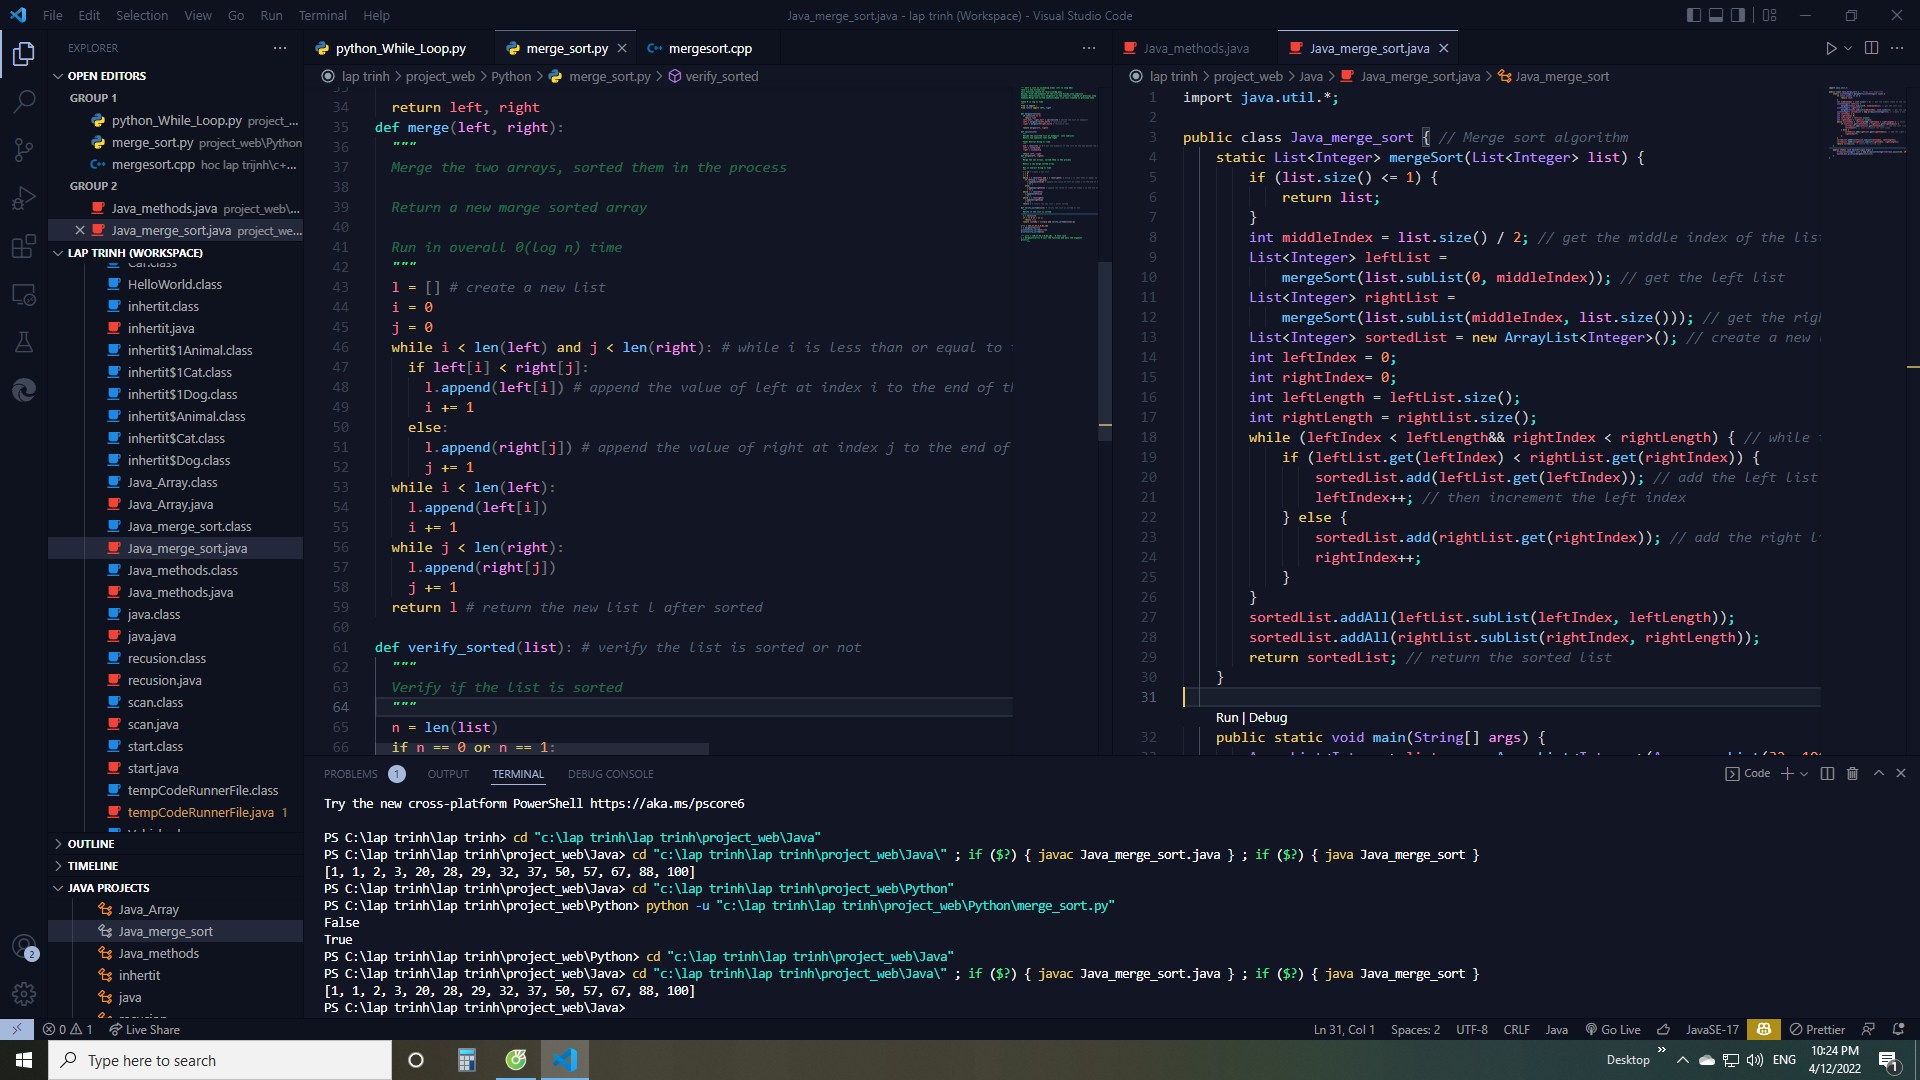 File Edit Selection View Go Run Terminal Help
Java_merge_sort.java - lap trinh (Workspace) - Visual Studio Code
EXPLORER
OPEN EDITORS
GROUP 1
python_While_Loop.py project_...
merge_sort.py project_web\Python
mergesort.cpp hoc lap trijnh\c+...
GROUP 2
Java_methods.java project_web\...
Java_merge_sort.java project_we...
LAP TRINH (WORKSPACE)
Cat.class
HelloWorld.class
inhertit.class
inhertit.java
inhertit$1Animal.class
inhertit$1Cat.class
inhertit$1Dog.class
inhertit$Animal.class
inhertit$Cat.class
inhertit$Dog.class
Java_Array.class
Java_Array.java
Java_merge_sort.class
Java_merge_sort.java
Java_methods.class
Java_methods.java
java.class
java.java
recusion.class
recusion.java
scan.class
scan.java
start.class
start.java
tempCodeRunnerFile.class
tempCodeRunnerFile.java 1
OUTLINE
TIMELINE
JAVA PROJECTS
Java_Array
Java_merge_sort
Java_methods
inhertit
java
recusion
2
python_While_Loop.py merge_sort.py mergesort.cpp
lap trinh > project_web > Python > merge_sort.py > verify_sorted
33
34 return left, right
35 def merge(left, right):
36 """
37 Merge the two arrays, sorted them in the process
38
39 Return a new marge sorted array
40
41 Run in overall 0(log n) time
42 """
43 l = [] # create a new list
44 i = 0
45 j = 0
46 while i < len(left) and j < len(right): # while i is less than or equal to
47 if left[i] < right[j]:
48 l.append(left[i]) # append the value of left at index i to the end of th
49 i += 1
50 else:
51 l.append(right[j]) # append the value of right at index j to the end of
52 j += 1
53 while i < len(left):
54 l.append(left[i])
55 i += 1
56 while j < len(right):
57 l.append(right[j])
58 j += 1
59 return l # return the new list l after sorted
60
61 def verify_sorted(list): # verify the list is sorted or not
62 """
63 Verify if the list is sorted
64 """
65 n = len(list)
66 if n == 0 or n == 1:
Java_methods.java Java_merge_sort.java
lap trinh > project_web > Java > Java_merge_sort.java > Java_merge_sort
1 import java.util.*;
2
3 public class Java_merge_sort { // Merge sort algorithm
4 static List<Integer> mergeSort(List<Integer> list) {
5 if (list.size() <= 1) {
6 return list;
7 }
8 int middleIndex = list.size() / 2; // get the middle index of the list
9 List<Integer> leftList =
10 mergeSort(list.subList(0, middleIndex)); // get the left list
11 List<Integer> rightList =
12 mergeSort(list.subList(middleIndex, list.size())); // get the rig
13 List<Integer> sortedList = new ArrayList<Integer>(); // create a new
14 int leftIndex = 0;
15 int rightIndex= 0;
16 int leftLength = leftList.size();
17 int rightLength = rightList.size();
18 while (leftIndex < leftLength&& rightIndex < rightLength) { // while
19 if (leftList.get(leftIndex) < rightList.get(rightIndex)) {
20 sortedList.add(leftList.get(leftIndex)); // add the left list
21 leftIndex++; // then increment the left index
22 } else {
23 sortedList.add(rightList.get(rightIndex)); // add the right l
24 rightIndex++;
25 }
26 }
27 sortedList.addAll(leftList.subList(leftIndex, leftLength));
28 sortedList.addAll(rightList.subList(rightIndex, rightLength));
29 return sortedList; // return the sorted list
30 }
31
Run | Debug
32 public static void main(String[] args) {
PROBLEMS 1 OUTPUT TERMINAL DEBUG CONSOLE
Code
Try the new cross-platform PowerShell https://aka.ms/pscore6
PS C:\lap trinh\lap trinh> cd "c:\lap trinh\lap trinh\project_web\Java"
PS C:\lap trinh\lap trinh\project_web\Java> cd "c:\lap trinh\lap trinh\project_web\Java\" ; if ($?) { javac Java_merge_sort.java } ; if ($?) { java Java_merge_sort }
[1, 1, 2, 3, 20, 28, 29, 32, 37, 50, 57, 67, 88, 100]
PS C:\lap trinh\lap trinh\project_web\Java> cd "c:\lap trinh\lap trinh\project_web\Python"
PS C:\lap trinh\lap trinh\project_web\Python> python -u "c:\lap trinh\lap trinh\project_web\Python\merge_sort.py"
False
True
PS C:\lap trinh\lap trinh\project_web\Python> cd "c:\lap trinh\lap trinh\project_web\Java"
PS C:\lap trinh\lap trinh\project_web\Java> cd "c:\lap trinh\lap trinh\project_web\Java\" ; if ($?) { javac Java_merge_sort.java } ; if ($?) { java Java_merge_sort }
[1, 1, 2, 3, 20, 28, 29, 32, 37, 50, 57, 67, 88, 100]
PS C:\lap trinh\lap trinh\project_web\Java>
0 1 Live Share
Ln 31, Col 1 Spaces: 2 UTF-8 CRLF Java Go Live JavaSE-17 Prettier
Type here to search
Desktop ENG
10:24 PM
4/12/2022
1